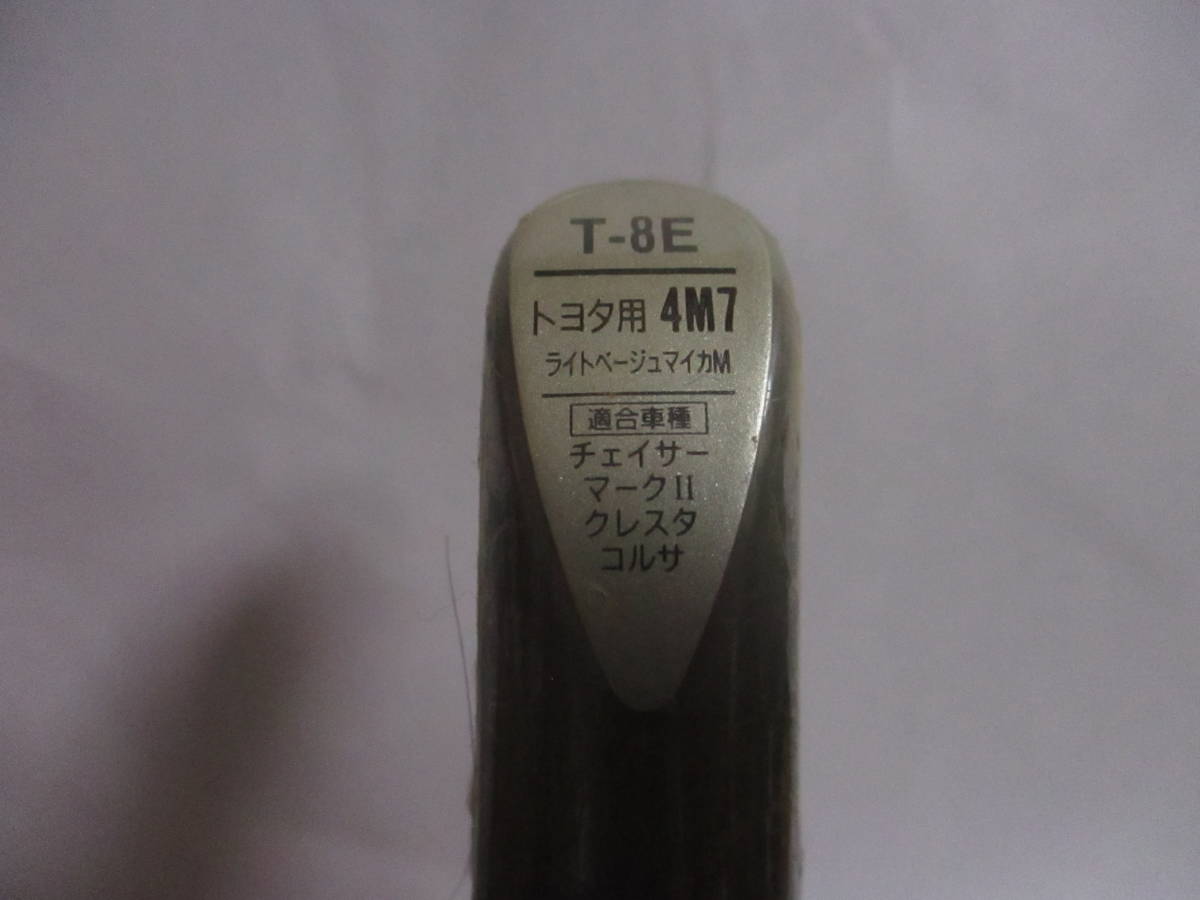 T-8E
トヨタ用 4M7
ライトベージュマイカM
適合車種
チェイサー
マークII
クレスタ
コルサ